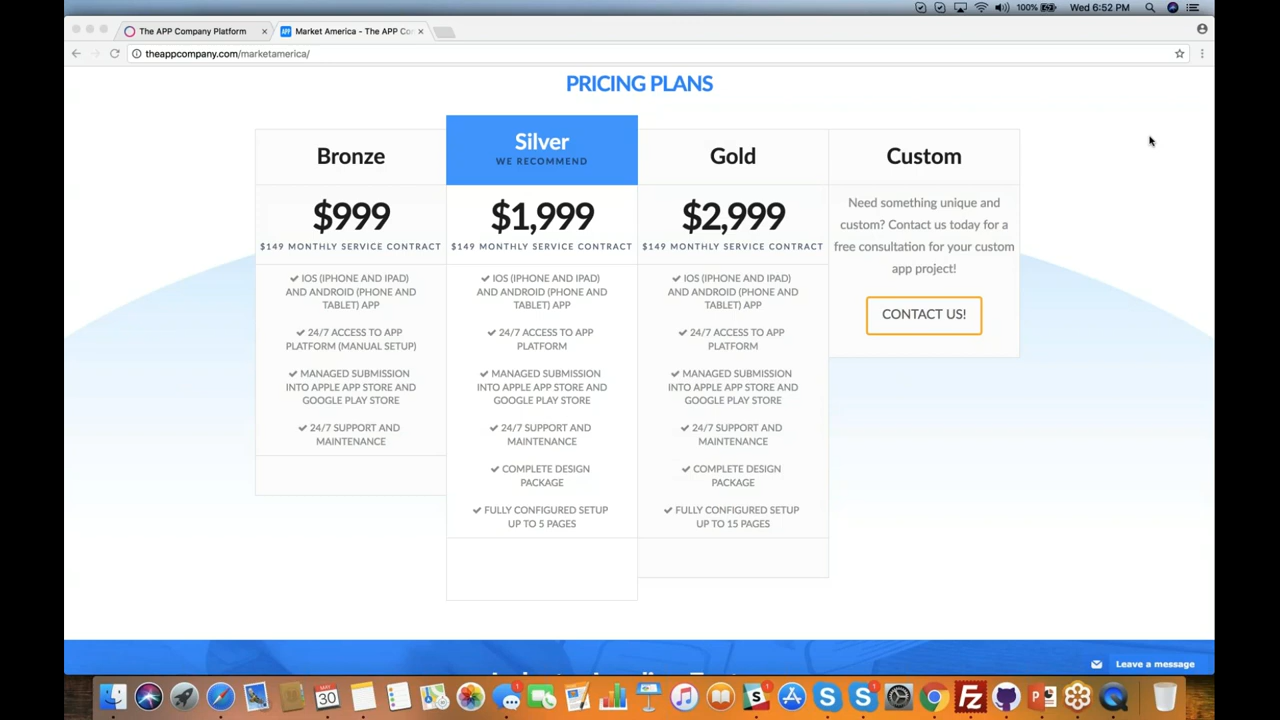 100%
Wed 6:52 PM
The APP Company Platform
Market America - The APP Co
theappcompany.com/marketamerica/
PRICING PLANS
Bronze
$999
$149 MONTHLY SERVICE CONTRACT
IOS (IPHONE AND IPAD)
AND ANDROID (PHONE AND
TABLET) APP
24/7 ACCESS TO APP
PLATFORM (MANUAL SETUP)
MANAGED SUBMISSION
INTO APPLE APP STORE AND
GOOGLE PLAY STORE
24/7 SUPPORT AND
MAINTENANCE
Silver
WE RECOMMEND
$1,999
$149 MONTHLY SERVICE CONTRACT
IOS (IPHONE AND IPAD)
AND ANDROID (PHONE AND
TABLET) APP
24/7 ACCESS TO APP
PLATFORM
MANAGED SUBMISSION
INTO APPLE APP STORE AND
GOOGLE PLAY STORE
24/7 SUPPORT AND
MAINTENANCE
COMPLETE DESIGN
PACKAGE
FULLY CONFIGURED SETUP
UP TO 5 PAGES
Gold
$2,999
$149 MONTHLY SERVICE CONTRACT
IOS (IPHONE AND IPAD)
AND ANDROID (PHONE AND
TABLET) APP
24/7 ACCESS TO APP
PLATFORM
MANAGED SUBMISSION
INTO APPLE APP STORE AND
GOOGLE PLAY STORE
24/7 SUPPORT AND
MAINTENANCE
COMPLETE DESIGN
PACKAGE
FULLY CONFIGURED SETUP
UP TO 15 PAGES
Custom
Need something unique and
custom? Contact us today for a
free consultation for your custom
app project!
CONTACT US!
Leave a message
MAY
30